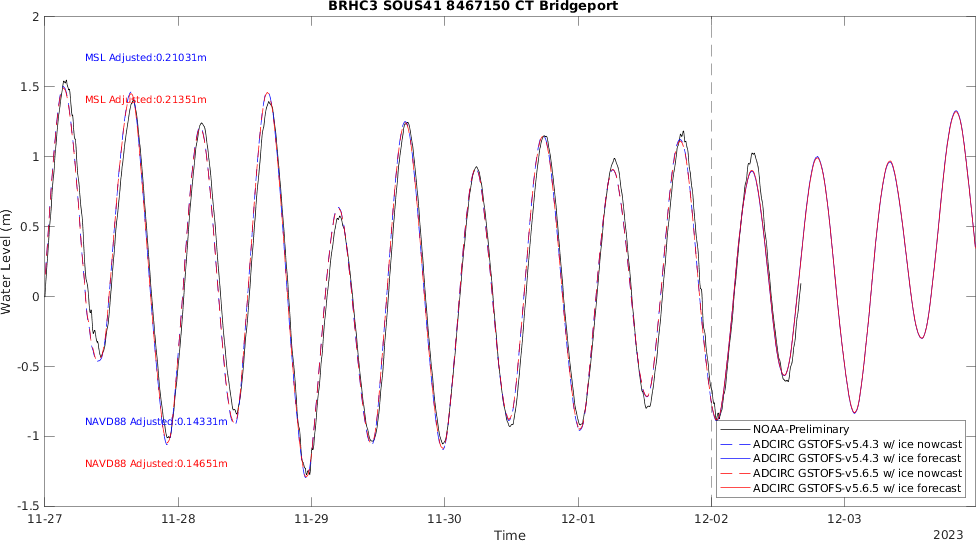 BRHC3 SOUS41 8467150 CT Bridgeport
2
1.5
1
0.5
0
-0.5
-1
-1.5
Water Level (m)
MSL Adjusted:0.21031m
MSL Adjusted:0.21351m
NAVD88 Adjusted:0.14331m
NAVD88 Adjusted:0.14651m
NOAA-Preliminary
ADCIRC GSTOFS-v5.4.3 w/ ice nowcast
ADCIRC GSTOFS-v5.4.3 w/ ice forecast
ADCIRC GSTOFS-v5.6.5 w/ ice nowcast
ADCIRC GSTOFS-v5.6.5 w/ ice forecast
11-27 11-28 11-29 11-30 12-01 12-02 12-03
Time
2023